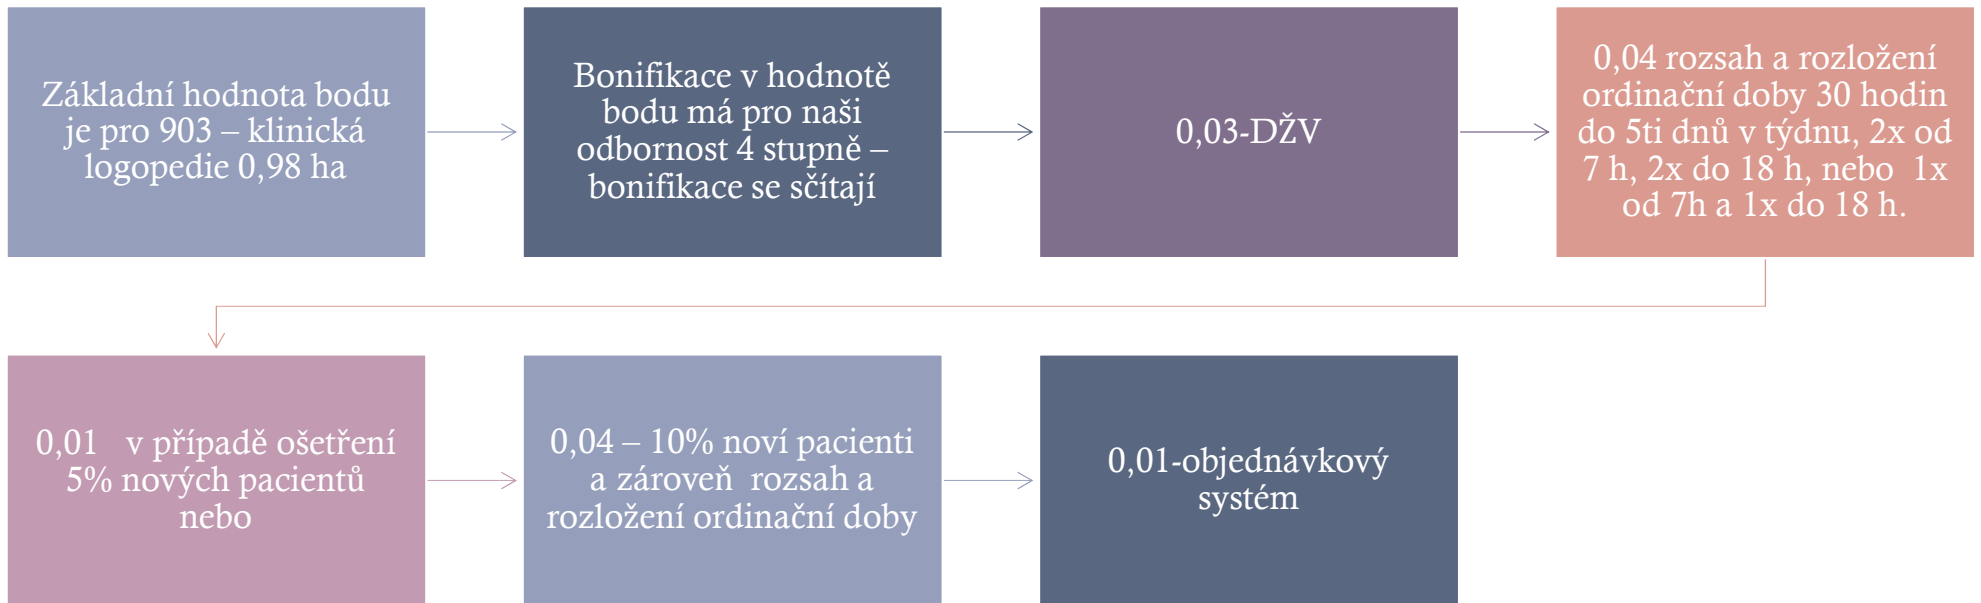 Základní hodnota bodu
je pro 903 – klinická
logopedie 0,98 ha
Bonifikace v hodnotě
bodu má pro naši
odbornost 4 stupně –
bonifikace se sčítají
0,03-DŽV
0,04 rozsah a rozložení
ordinační doby 30 hodin
do 5ti dnů v týdnu, 2x od
7 h, 2x do 18 h, nebo  1x
od 7h a 1x do 18 h.
0,01   v případě ošetření
5% nových pacientů
nebo
0,04 – 10% noví pacienti
a zároveň  rozsah a
rozložení ordinační doby
0,01-objednávkový
systém